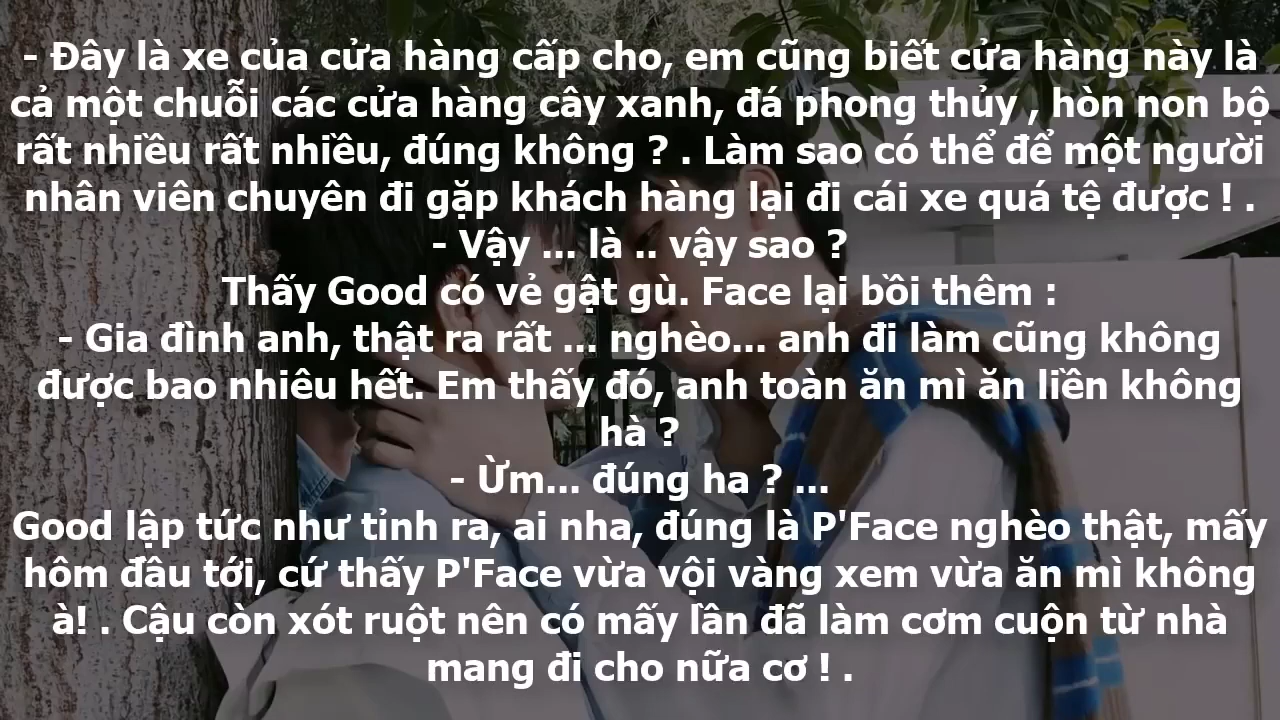 - Đây là xe của cửa hàng cấp cho, em cũng biết cửa hàng này là
cả một chuỗi các cửa hàng cây xanh, đá phong thủy , hòn non bộ
rất nhiều rất nhiều, đúng không ? . Làm sao có thể để một người
nhân viên chuyên đi gặp khách hàng lại đi cái xe quá tệ được ! .
- Vậy ... là .. vậy sao ?
Thấy Good có vẻ gật gù. Face lại bồi thêm :
- Gia đình anh, thật ra rất ... nghèo... anh đi làm cũng không
được bao nhiêu hết. Em thấy đó, anh toàn ăn mì ăn liền không
hà ?
- Ừm... đúng ha ? ...
Good lập tức như tỉnh ra, ai nha, đúng là P'Face nghèo thật, mấy
hôm đầu tới, cứ thấy P'Face vừa vội vàng xem vừa ăn mì không
à! . Cậu còn xót ruột nên có mấy lần đã làm cơm cuộn từ nhà
mang đi cho nữa cơ ! .